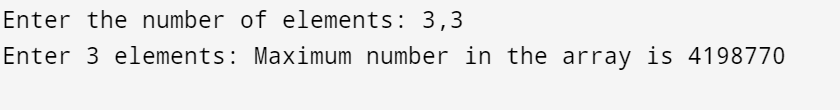 Enter the number of elements: 3,3
Enter 3 elements: Maximum number in the array is 4198770